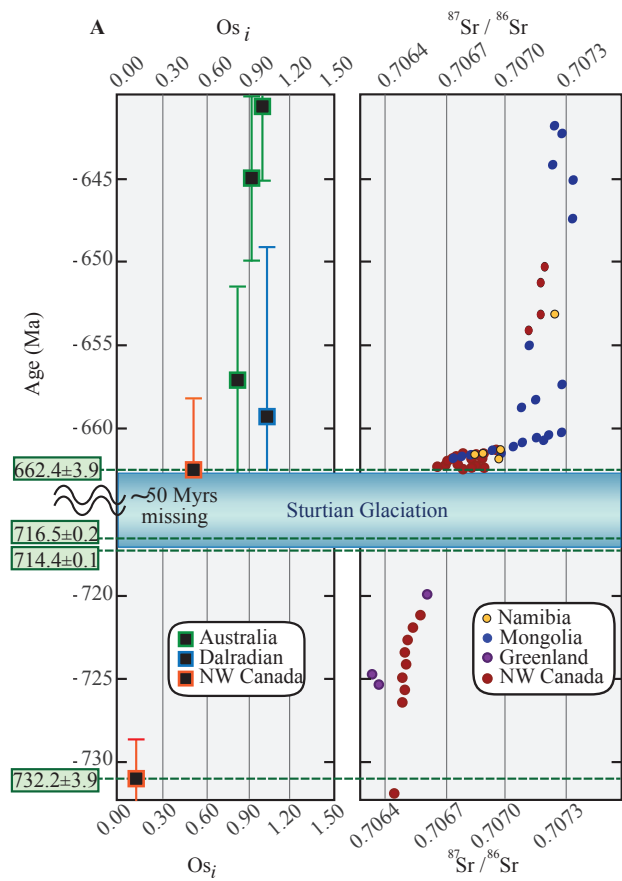 A
Os i
87Sr / 86Sr
0.00 0.30 0.60 0.90 1.20 1.50
0.7064 0.7067 0.7070 0.7073
Age (Ma)
-645
-650
-655
-660
662.4±3.9
~50 Myrs
missing
Sturtian Glaciation
716.5±0.2
714.4±0.1
-720
-725
-730
732.2±3.9
Australia
Dalradian
NW Canada
Namibia
Mongolia
Greenland
NW Canada
0.00 0.30 0.60 0.90 1.20 1.50
0.7064 0.7067 0.7070 0.7073
Osi
87Sr /86Sr